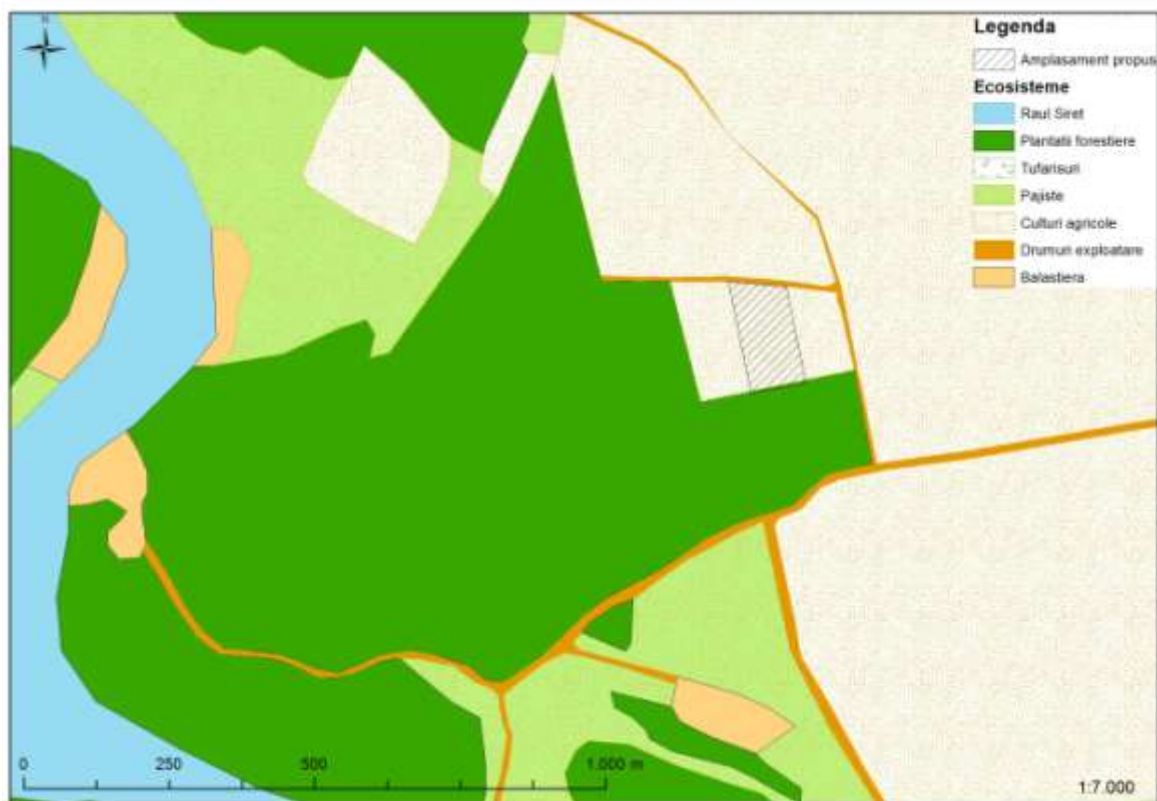 N
Legenda
Amplasament propus
Ecosisteme
Raul Siret
Plantatii forestiere
Tufarisuri
Pajiste
Culturi agricole
Drumuri exploatare
Balastiera
0 250 500 1.000 m
1:7.000